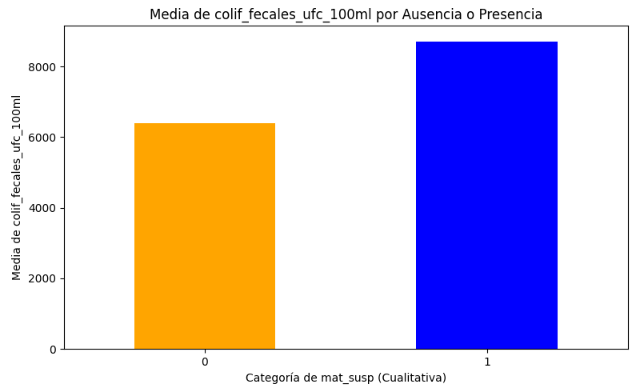 Media de colif_fecales_ufc_100ml por Ausencia o Presencia
Media de colif_fecales_ufc_100ml
8000
6000
4000
2000
0
0
1
Categoría de mat_susp (Cualitativa)